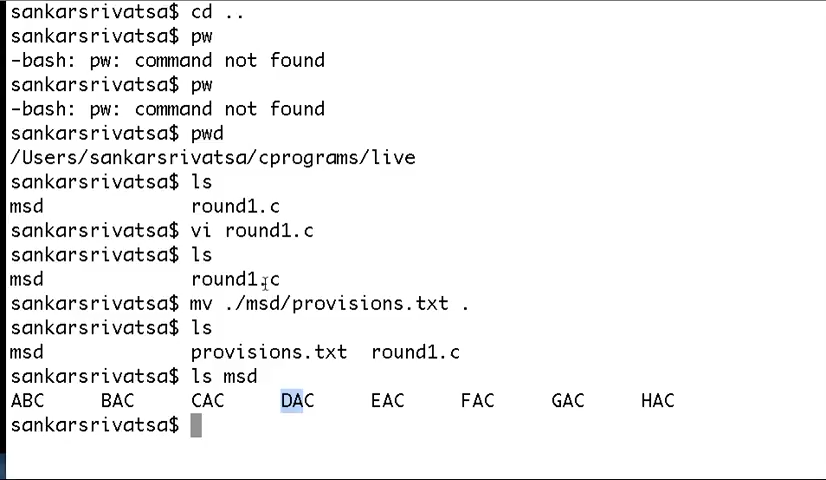 sankarsrivatsa$ cd ..
sankarsrivatsa$ pw
-bash: pw: command not found
sankarsrivatsa$ pw
-bash: pw: command not found
sankarsrivatsa$ pwd
/Users/sankarsrivatsa/cprograms/live
sankarsrivatsa$ ls
msd round1.c
sankarsrivatsa$ vi round1.c
sankarsrivatsa$ ls
msd round1.c
sankarsrivatsa$ mv ./msd/provisions.txt .
sankarsrivatsa$ ls
msd provisions.txt round1.c
sankarsrivatsa$ ls msd
ABC BAC CAC DAC EAC FAC GAC HAC
sankarsrivatsa$